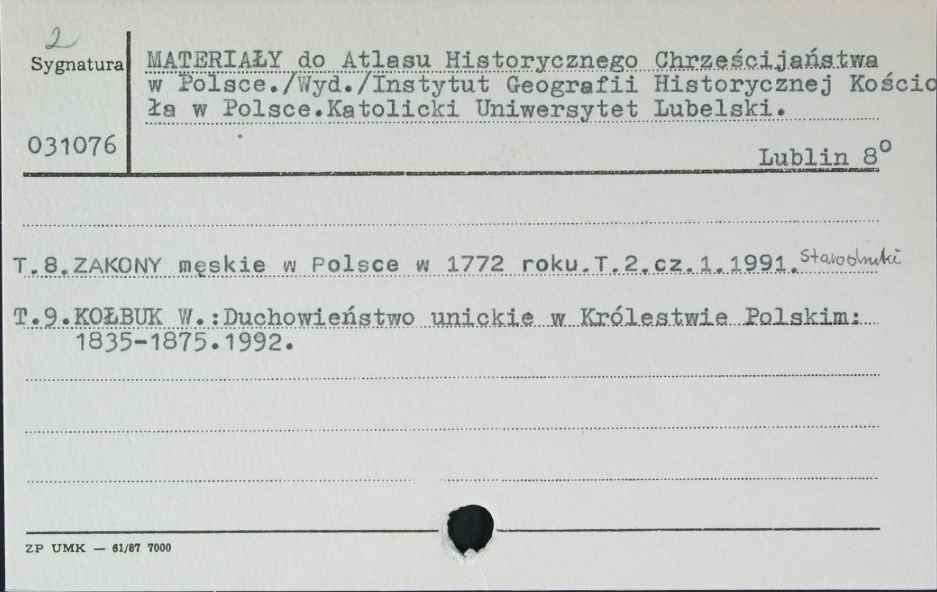 2
Sygnatura
MATERIAŁY do Atlasu Historycznego Chrześcijaństwa
w Polsce./Wyd./Instytut Geografii Historycznej Kościo
ła w Polsce.Katolicki Uniwersytet Lubelski.
031076
Lublin 8°
T.8.ZAKONY męskie w Polsce w 1772 roku.T.2.cz.1.1991.
T.9.KOŁBUK W.:Duchowieństwo unickie w Królestwie Polskim:
1835-1875.1992.
ZP UMK — 61/87 7000